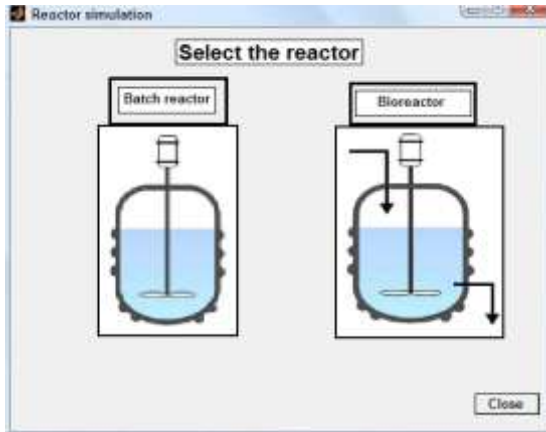 Reactor simulation
Select the reactor
Batch reactor
Bioreactor
Close